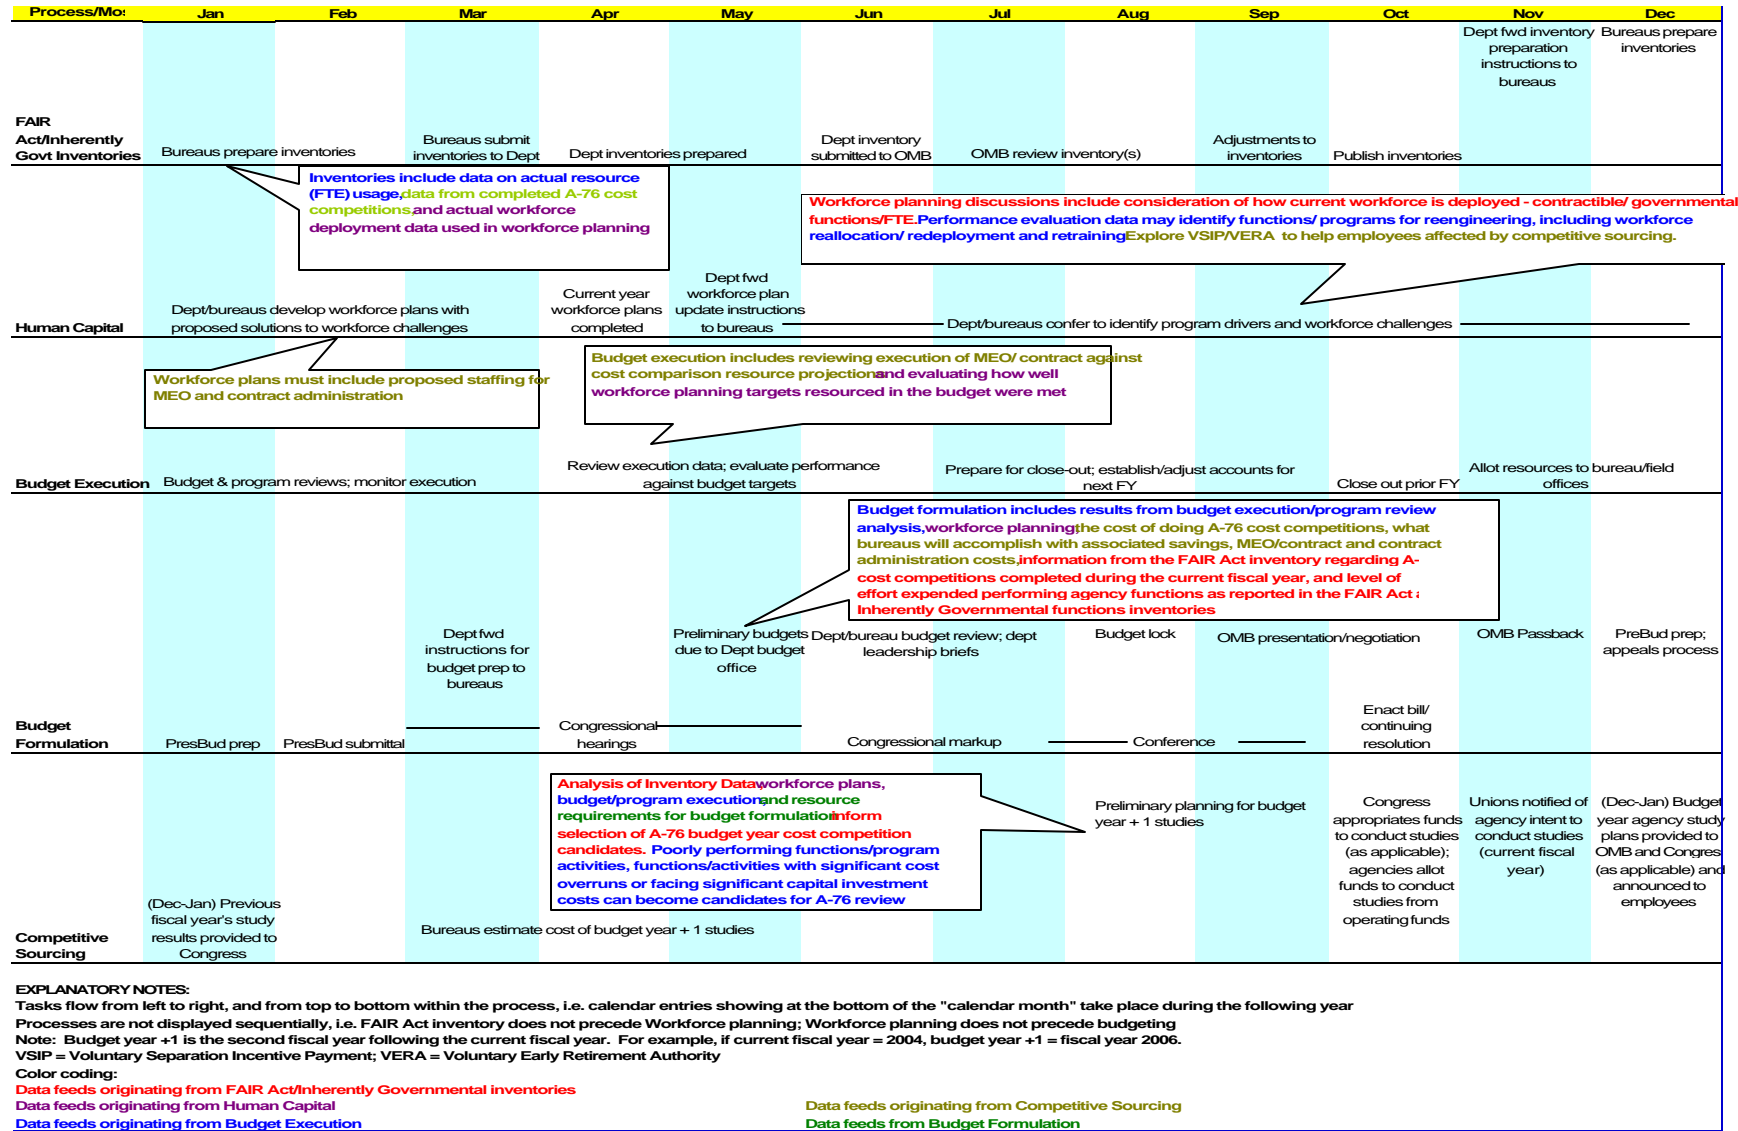 Process/Mo:
Jan
Feb
Mar
Apr
May
Jun
Jul
Aug
Sep
Oct
Nov
Dec
Dept fwd inventory
preparation
instructions to
bureaus
Bureaus prepare
inventories
FAIR
Act/Inherently
Govt Inventories
Bureaus prepare inventories
Bureaus submit
inventories to Dept
Dept inventories prepared
Dept inventory
submitted to OMB
OMB review inventory(s)
Adjustments to
inventories
Publish inventories
Inventories include data on actual resource
(FTE) usage,data from completed A-76 cost
competitions,and actual workforce
deployment data used in workforce planning
Workforce planning discussions include consideration of how current workforce is deployed - contractible/ governmental
functions/FTE.Performance evaluation data may identify functions/ programs for reengineering, including workforce
reallocation/ redeployment and retrainingExplore VSIP/VERA to help employees affected by competitive sourcing.
Human Capital
Dept/bureaus develop workforce plans with
proposed solutions to workforce challenges
Current year
workforce plans
completed
Dept fwd
workforce plan
update instructions
to bureaus
Dept/bureaus confer to identify program drivers and workforce challenges
Workforce plans must include proposed staffing for
MEO and contract administration
Budget execution includes reviewing execution of MEO/ contract against
cost comparison resource projectionsand evaluating how well
workforce planning targets resourced in the budget were met
Budget Execution
Budget & program reviews; monitor execution
Review execution data; evaluate performance
against budget targets
Prepare for close-out; establish/adjust accounts for
next FY
Close out prior FY
Allot resources to bureau/field
offices
Budget formulation includes results from budget execution/program review
analysis,workforce planning,the cost of doing A-76 cost competitions, what
bureaus will accomplish with associated savings, MEO/contract and contract
administration costs,information from the FAIR Act inventory regarding A-
cost competitions completed during the current fiscal year, and level of
effort expended performing agency functions as reported in the FAIR Act
Inherently Governmental functions inventories
Dept fwd
instructions for
budget prep to
bureaus
Preliminary budgets
due to Dept budget
office
Dept/bureau budget review; dept
leadership briefs
Budget lock
OMB presentation/negotiation
OMB Passback
PreBud prep;
appeals process
Budget
Formulation
PresBud prep
PresBud submittal
Congressional
hearings
Congressional markup
Conference
Enact bill/
continuing
resolution
Analysis of Inventory Data,workforce plans,
budget/program execution,and resource
requirements for budget formulationinform
selection of A-76 budget year cost competition
candidates. Poorly performing functions/program
activities, functions/activities with significant cost
overruns or facing significant capital investment
costs can become candidates for A-76 review
Competitive
Sourcing
(Dec-Jan) Previous
fiscal year's study
results provided to
Congress
Bureaus estimate cost of budget year + 1 studies
Preliminary planning for budget
year + 1 studies
Congress
appropriates funds
to conduct studies
(as applicable);
agencies allot
funds to conduct
studies from
operating funds
Unions notified of
agency intent to
conduct studies
(current fiscal
year)
(Dec-Jan) Budget
year agency study
plans provided to
OMB and Congres
(as applicable) and
announced to
employees
EXPLANATORY NOTES:
Tasks flow from left to right, and from top to bottom within the process, i.e. calendar entries showing at the bottom of the "calendar month" take place during the following year
Processes are not displayed sequentially, i.e. FAIR Act inventory does not precede Workforce planning; Workforce planning does not precede budgeting
Note: Budget year +1 is the second fiscal year following the current fiscal year. For example, if current fiscal year = 2004, budget year +1 = fiscal year 2006.
VSIP = Voluntary Separation Incentive Payment; VERA = Voluntary Early Retirement Authority
Color coding:
Data feeds originating from FAIR Act/Inherently Governmental inventories
Data feeds originating from Human Capital
Data feeds originating from Competitive Sourcing
Data feeds originating from Budget Execution
Data feeds from Budget Formulation